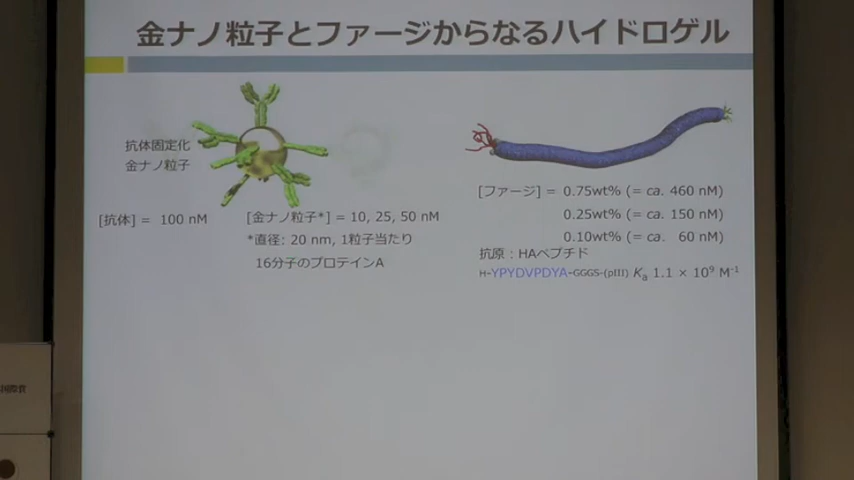 金ナノ粒子とファージからなるハイドロゲル
抗体固定化
金ナノ粒子
[抗体] = 100 nM
[金ナノ粒子*] = 10, 25, 50 nM
*直径: 20 nm, 1粒子当たり
16分子のプロテインA
[ファージ] = 0.75wt% (= ca. 460 nM)
0.25wt% (= ca. 150 nM)
0.10wt% (= ca. 60 nM)
抗原：HAペプチド
H-YPYDVPDYA-GGGS-(pIII) Ka 1.1 × 10⁹ M⁻¹